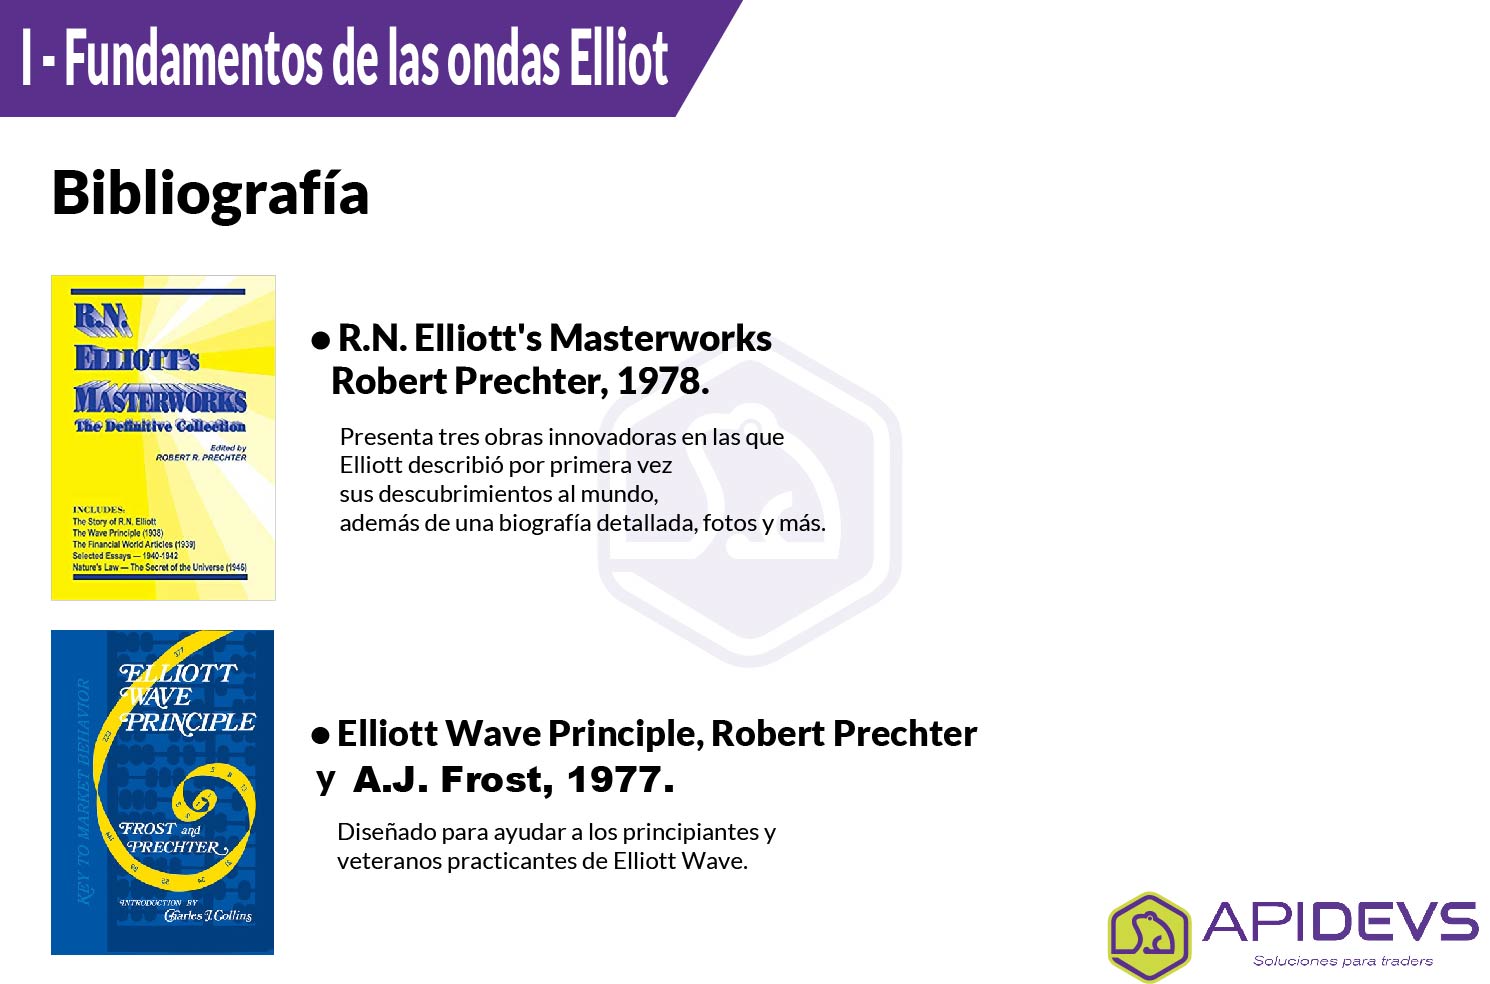 I - Fundamentos de las ondas Elliot
Bibliografía
R.N.
ELLIOTT's
MASTERWORKS
The Definitive Collection
Edited by
ROBERT R. PRECHTER
INCLUDES:
The Story of R.N. Elliott
The Wave Principle (1938)
The Financial World Articles (1939)
Selected Essays — 1940-1942
Nature's Law — The Secret of the Universe (1946)
● R.N. Elliott's Masterworks
Robert Prechter, 1978.
Presenta tres obras innovadoras en las que
Elliott describió por primera vez
sus descubrimientos al mundo,
además de una biografía detallada, fotos y más.
KEY TO MARKET BEHAVIOR
377
ELLIOTT
WAVE
PRINCIPLE
FROST and
PRECHTER
INTRODUCTION BY
Charles J. Collins
● Elliott Wave Principle, Robert Prechter
y A.J. Frost, 1977.
Diseñado para ayudar a los principiantes y
veteranos practicantes de Elliott Wave.
APIDEVS
Soluciones para traders